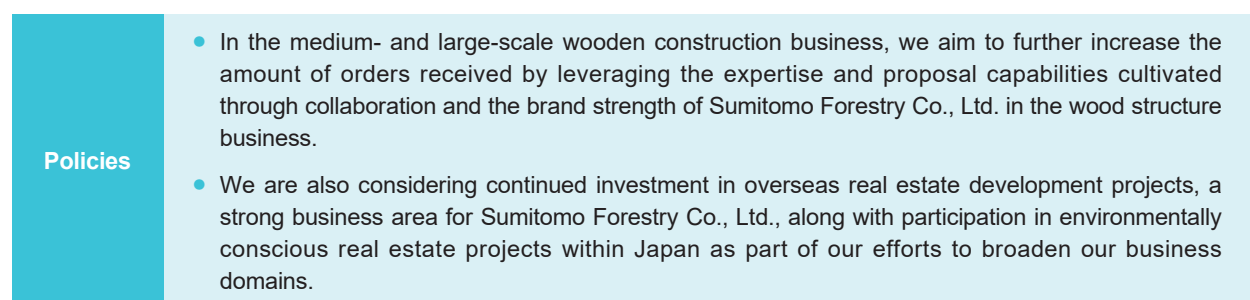 Policies
● In the medium- and large-scale wooden construction business, we aim to further increase the
amount of orders received by leveraging the expertise and proposal capabilities cultivated
through collaboration and the brand strength of Sumitomo Forestry Co., Ltd. in the wood structure
business.
● We are also considering continued investment in overseas real estate development projects, a
strong business area for Sumitomo Forestry Co., Ltd., along with participation in environmentally
conscious real estate projects within Japan as part of our efforts to broaden our business
domains.